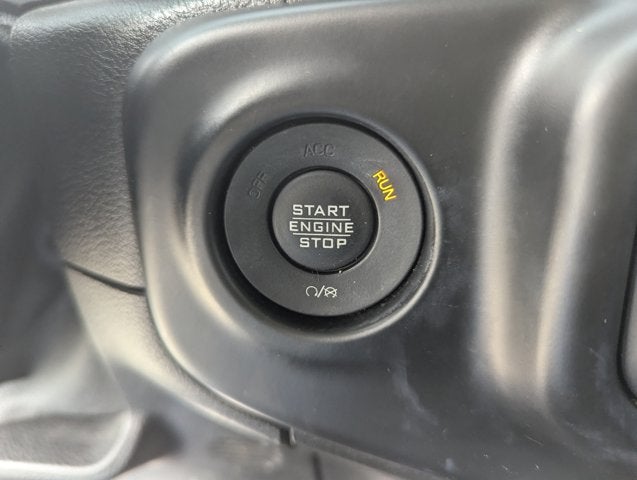 OFF
ACC
RUN
START
ENGINE
STOP